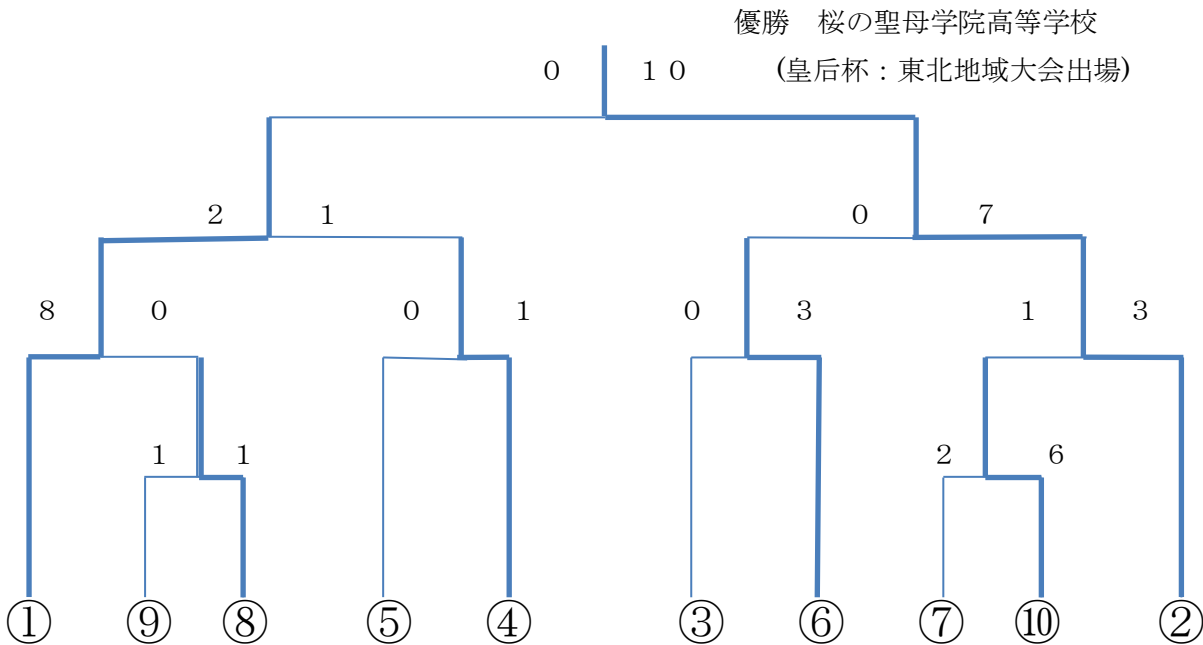 優勝　桜の聖母学院高等学校
０　１０　(皇后杯：東北地域大会出場)
２　１　０　７
８　０　０　１　０　３　１　３
１　１　２　６
①　⑨　⑧　⑤　④　③　⑥　⑦　⑩　②